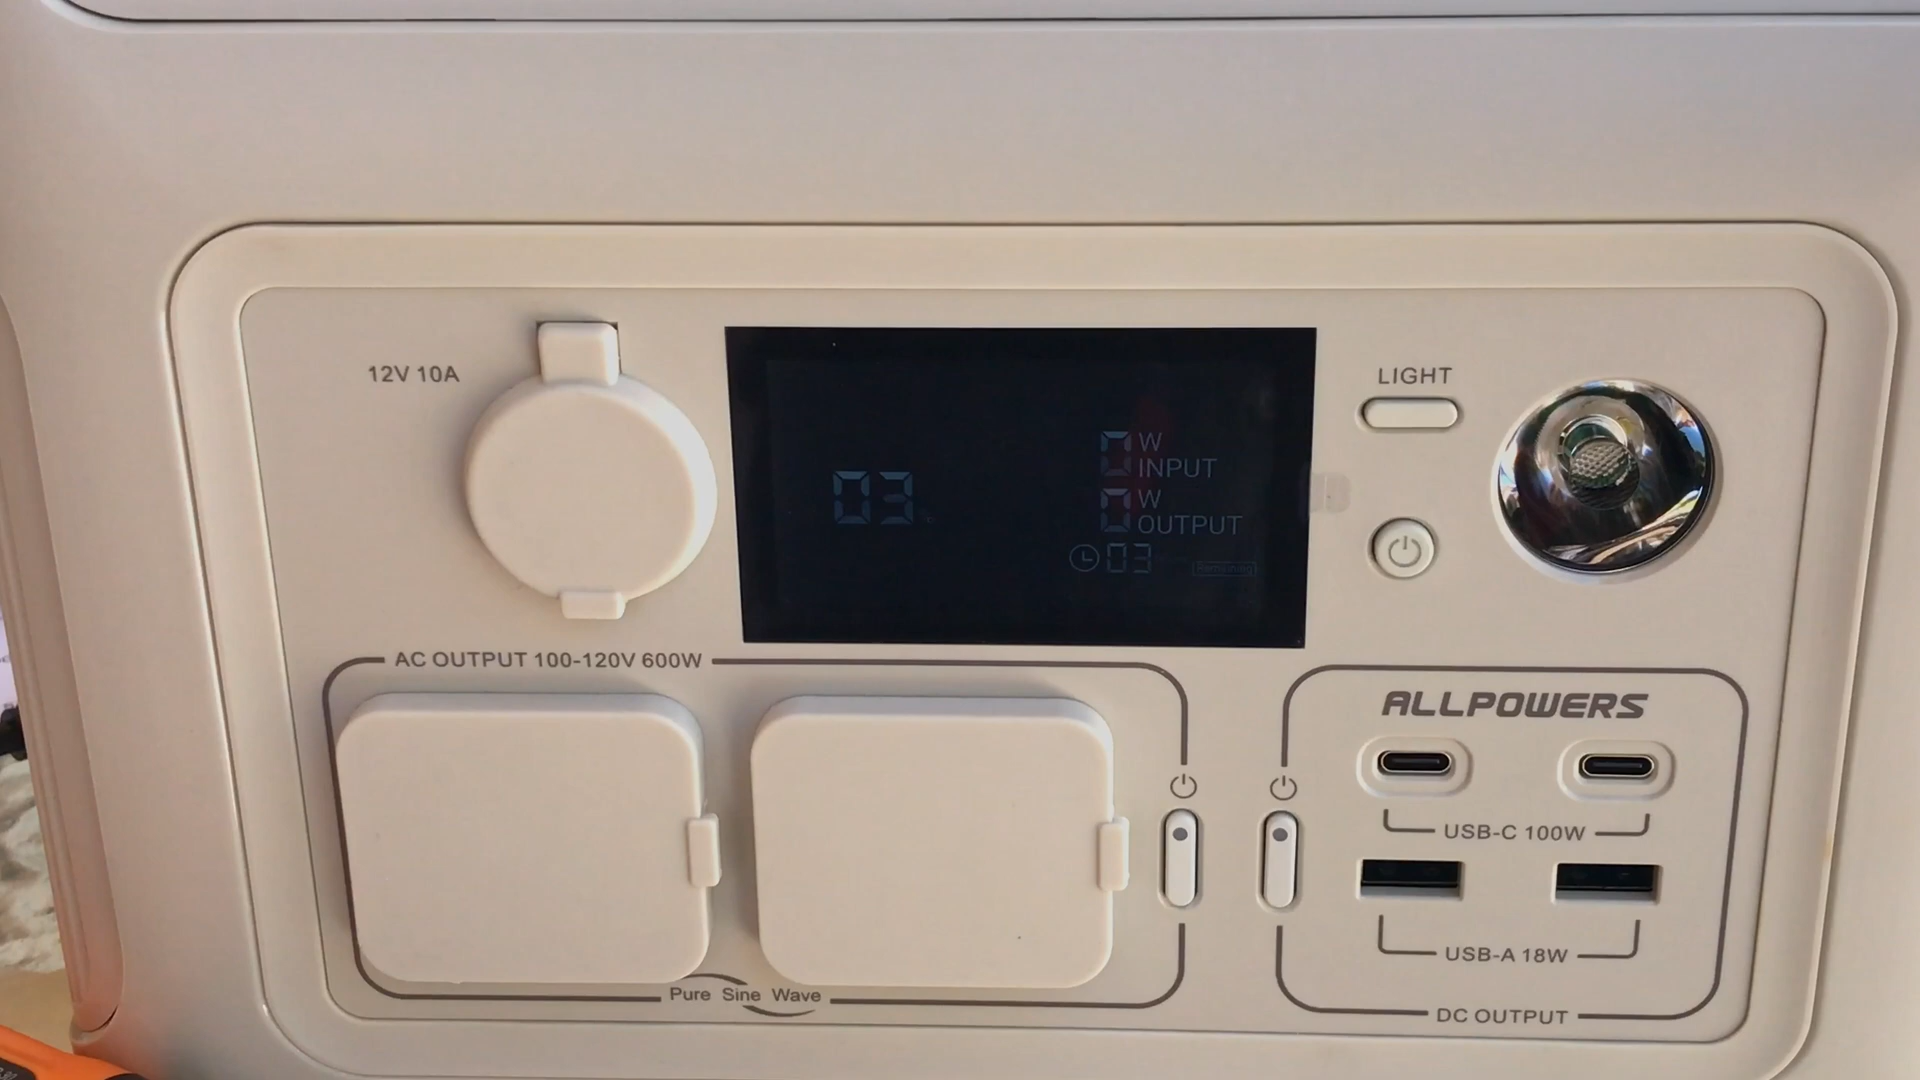 12V 10A
LIGHT
0 W
INPUT
03
0 W
OUTPUT
03
Remaining
AC OUTPUT 100-120V 600W
ALLPOWERS
USB-C 100W
USB-A 18W
Pure Sine Wave
DC OUTPUT